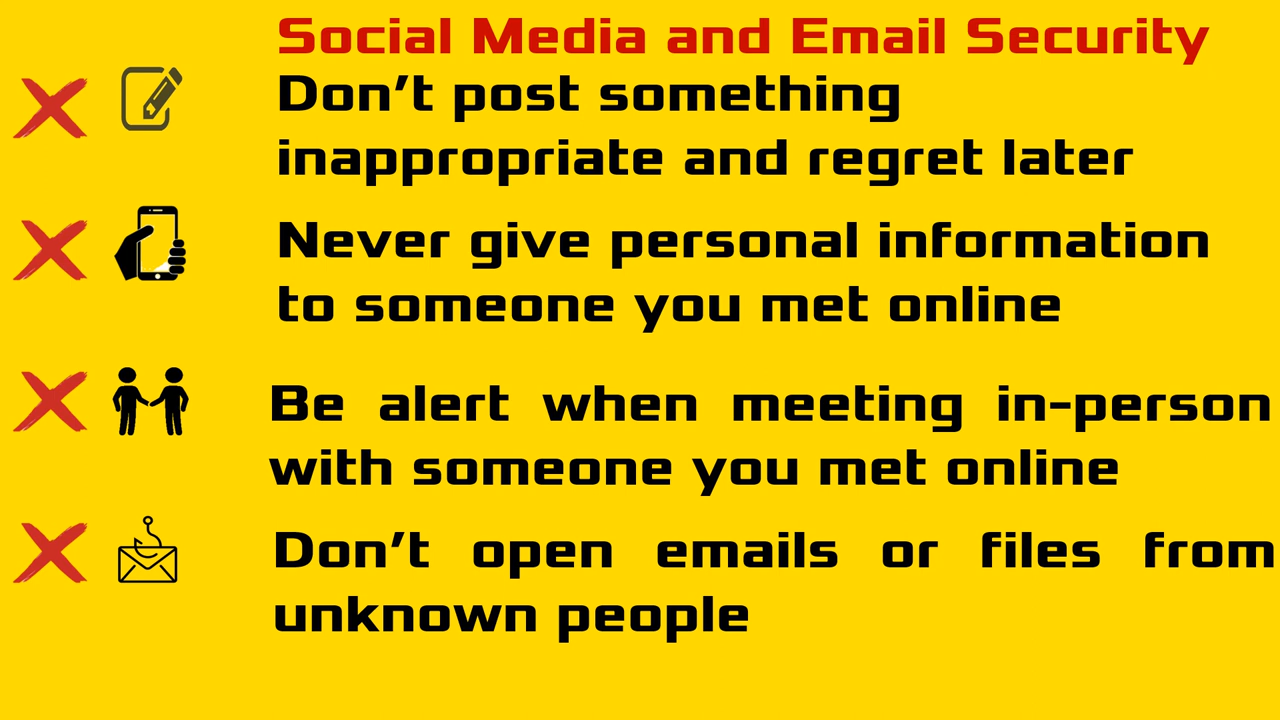 Social Media and Email Security
Don’t post something
inappropriate and regret later
Never give personal information
to someone you met online
Be alert when meeting in-person
with someone you met online
Don’t open emails or files from
unknown people